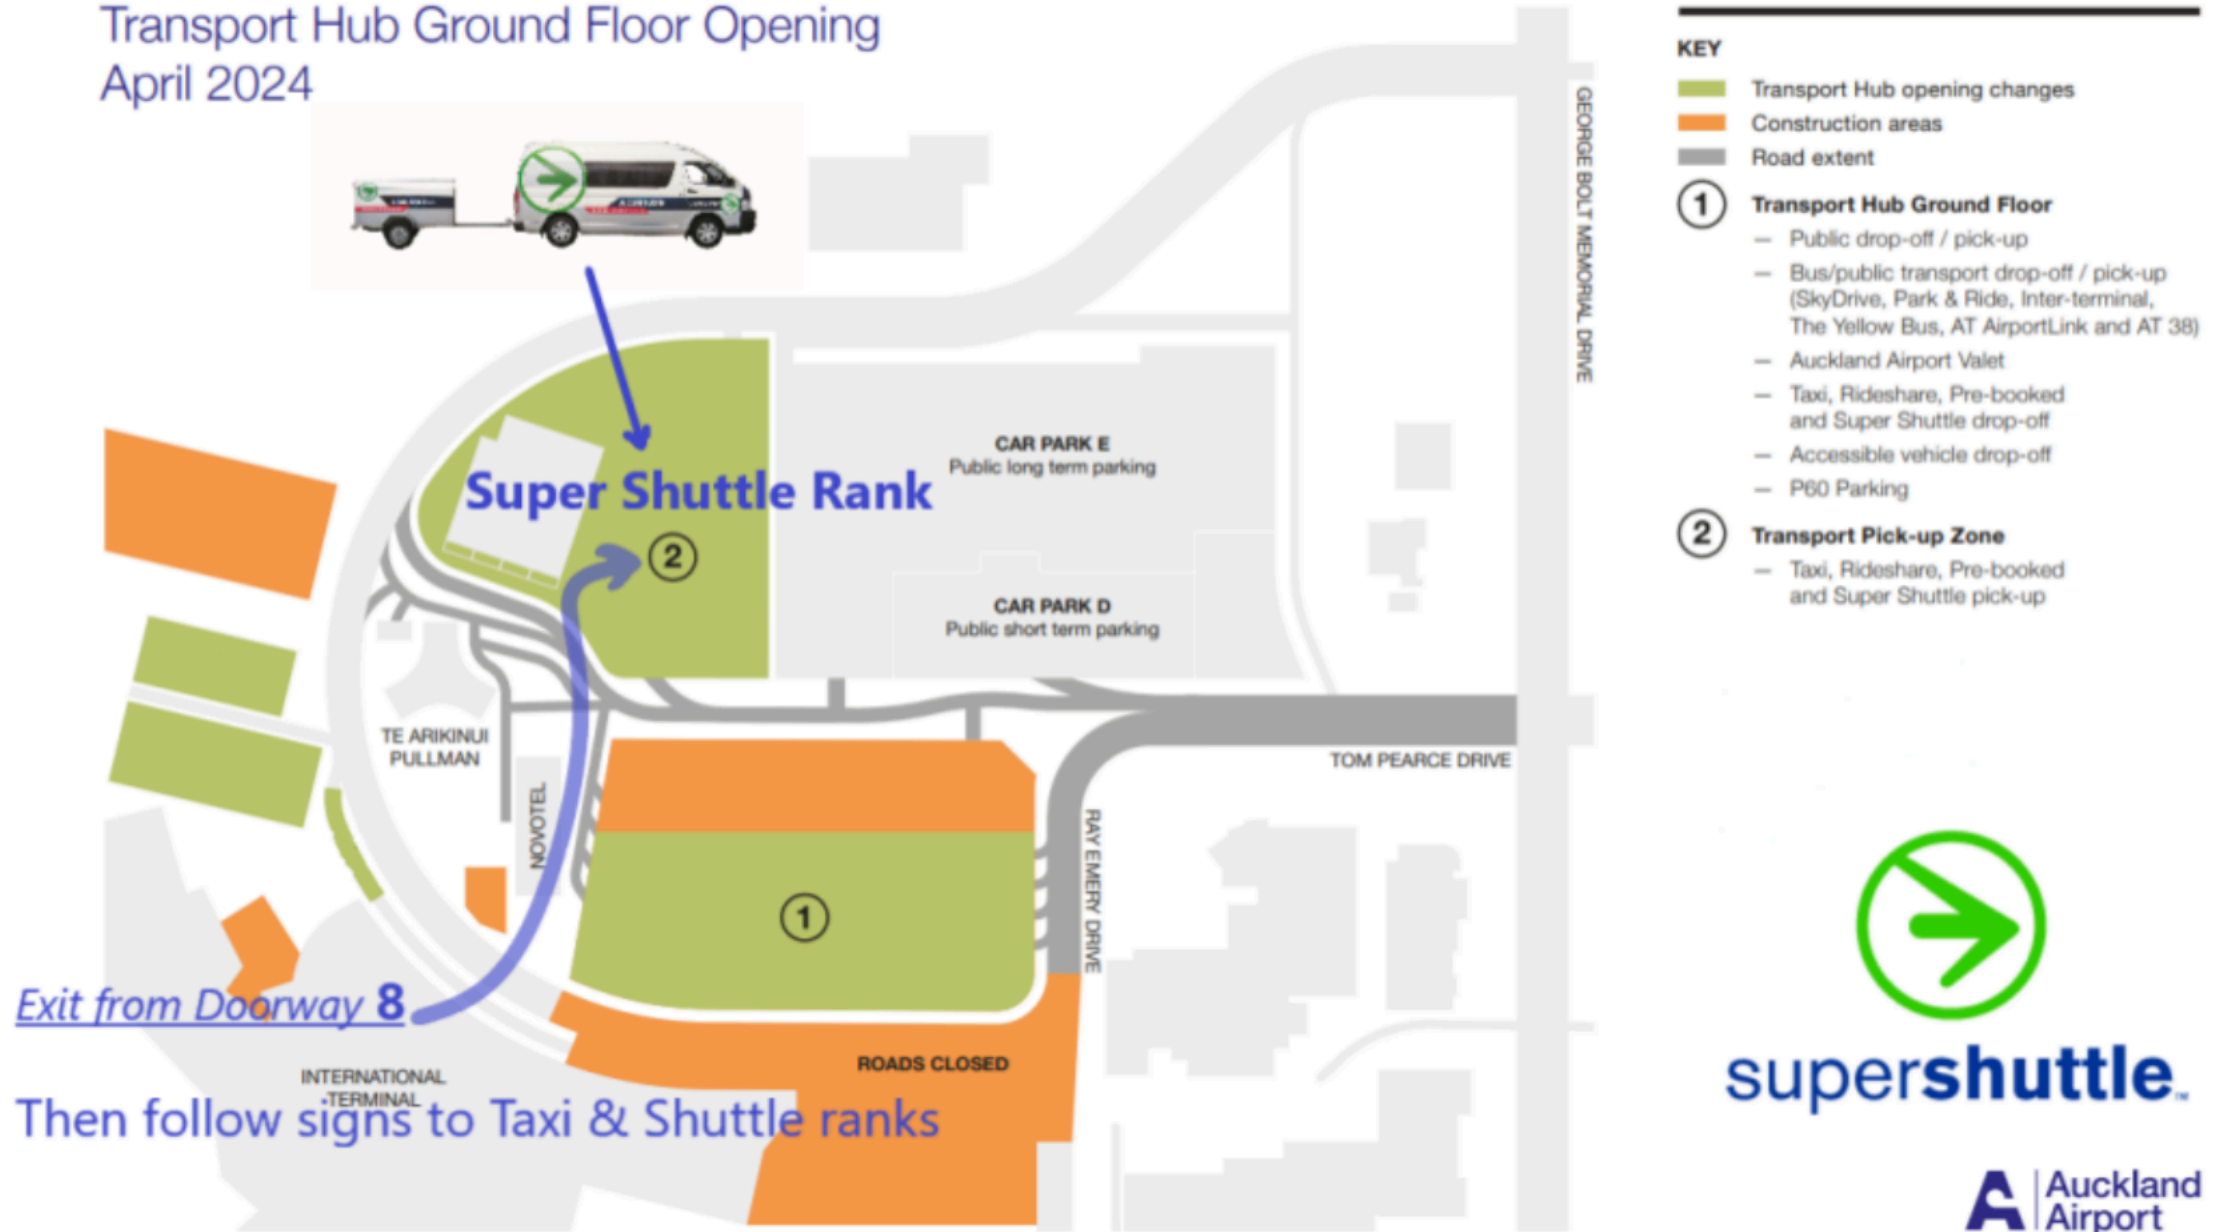 Transport Hub Ground Floor Opening
April 2024
Super Shuttle Rank
2
CAR PARK E
Public long term parking
CAR PARK D
Public short term parking
GEORGE BOLT MEMORIAL DRIVE
TE ARIKINUI
PULLMAN
NOVOTEL
TOM PEARCE DRIVE
RAY EMERY DRIVE
1
Exit from Doorway 8
ROADS CLOSED
INTERNATIONAL
TERMINAL
Then follow signs to Taxi & Shuttle ranks
KEY
Transport Hub opening changes
Construction areas
Road extent
1 Transport Hub Ground Floor
— Public drop-off / pick-up
— Bus/public transport drop-off / pick-up
(SkyDrive, Park & Ride, Inter-terminal,
The Yellow Bus, AT AirportLink and AT 38)
— Auckland Airport Valet
— Taxi, Rideshare, Pre-booked
and Super Shuttle drop-off
— Accessible vehicle drop-off
— P60 Parking
2 Transport Pick-up Zone
— Taxi, Rideshare, Pre-booked
and Super Shuttle pick-up
supershuttle™
Auckland
Airport